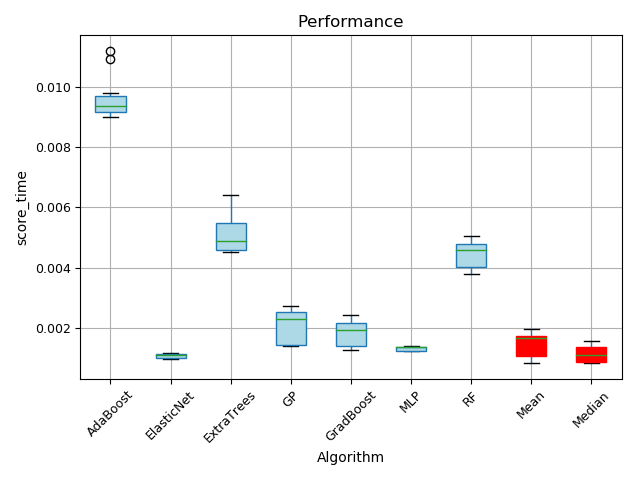 Performance
score_time
0.010
0.008
0.006
0.004
0.002
AdaBoost
ElasticNet
ExtraTrees
GP
GradBoost
MLP
RF
Mean
Median
Algorithm